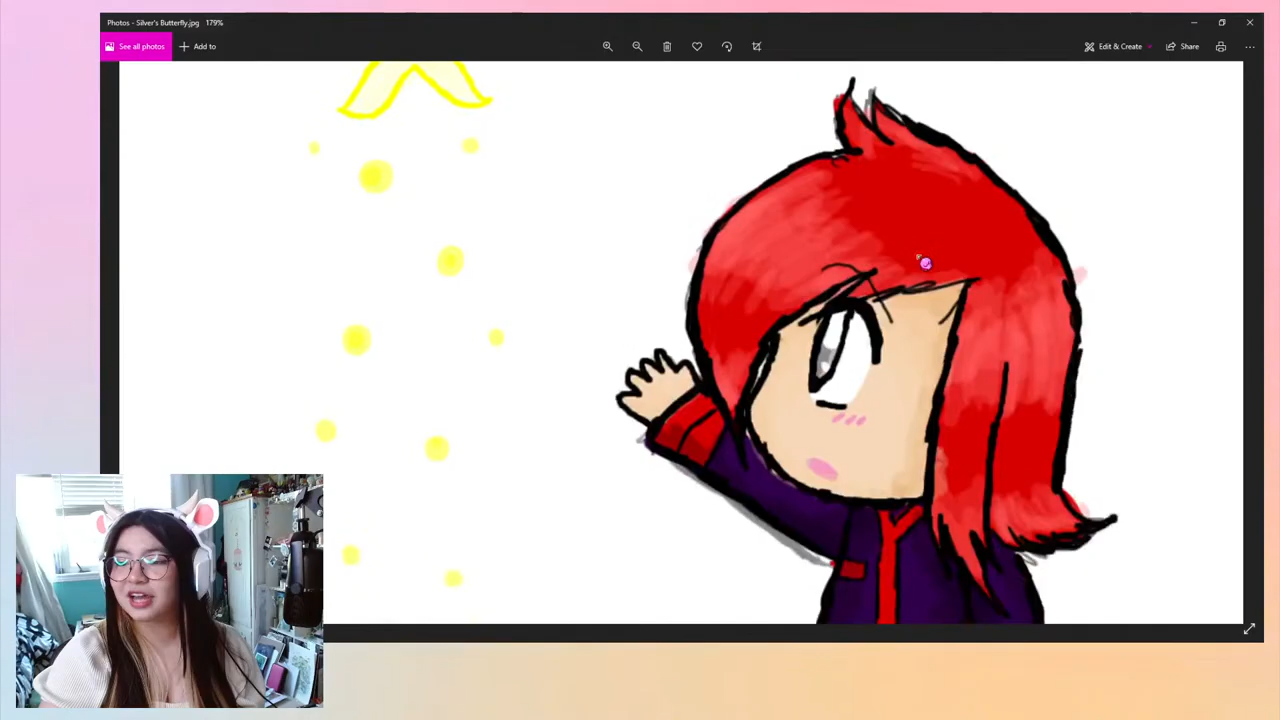 Photos - Silver's Butterfly.jpg 179%
See all photos Add to Edit & Create Share